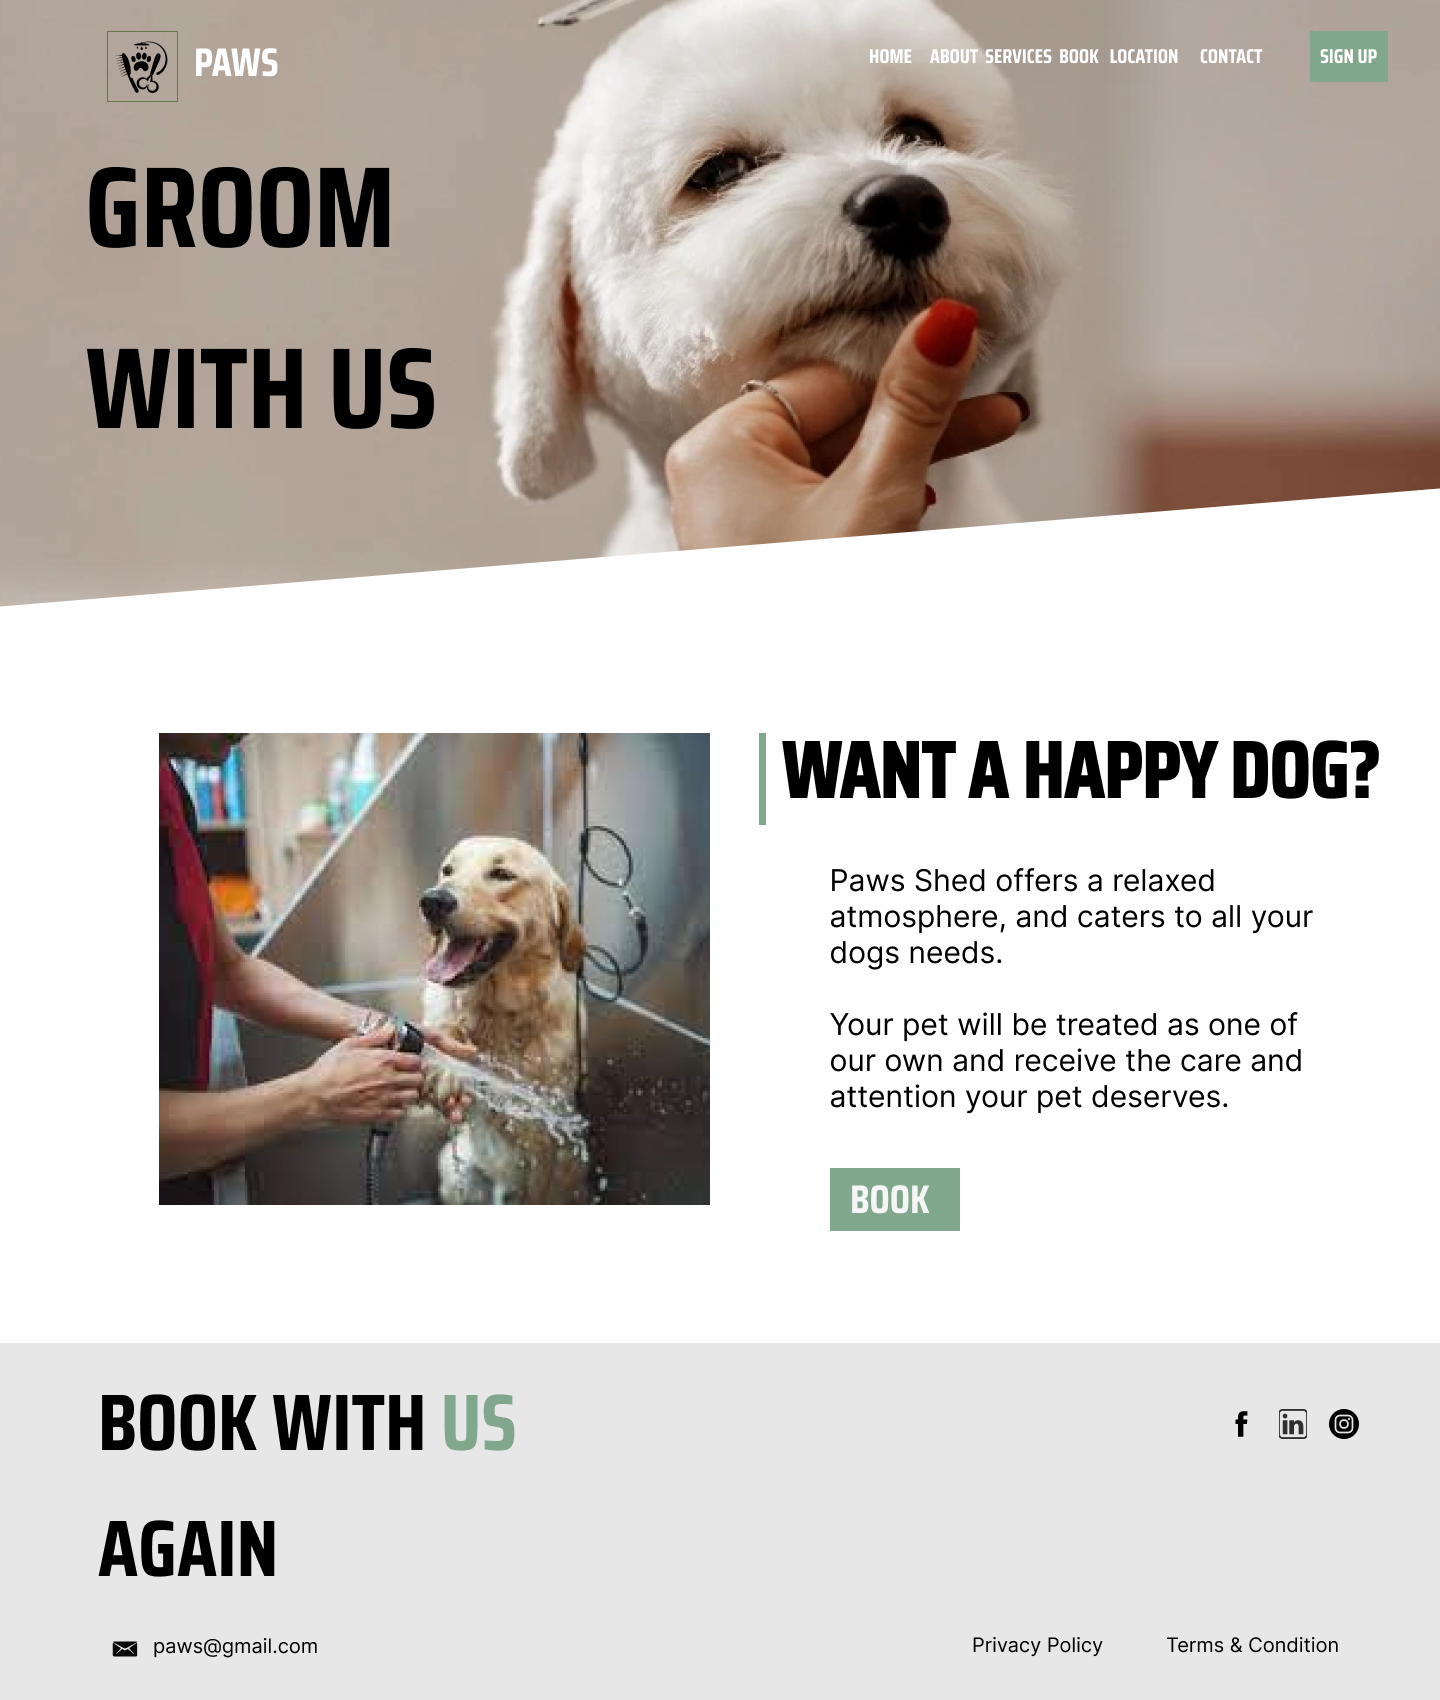 PAWS
HOME ABOUT SERVICES BOOK LOCATION CONTACT SIGN UP
GROOM
WITH US
WANT A HAPPY DOG?
Paws Shed offers a relaxed
atmosphere, and caters to all your
dogs needs.
Your pet will be treated as one of
our own and receive the care and
attention your pet deserves.
BOOK
BOOK WITH US
f in
AGAIN
paws@gmail.com
Privacy Policy Terms & Condition